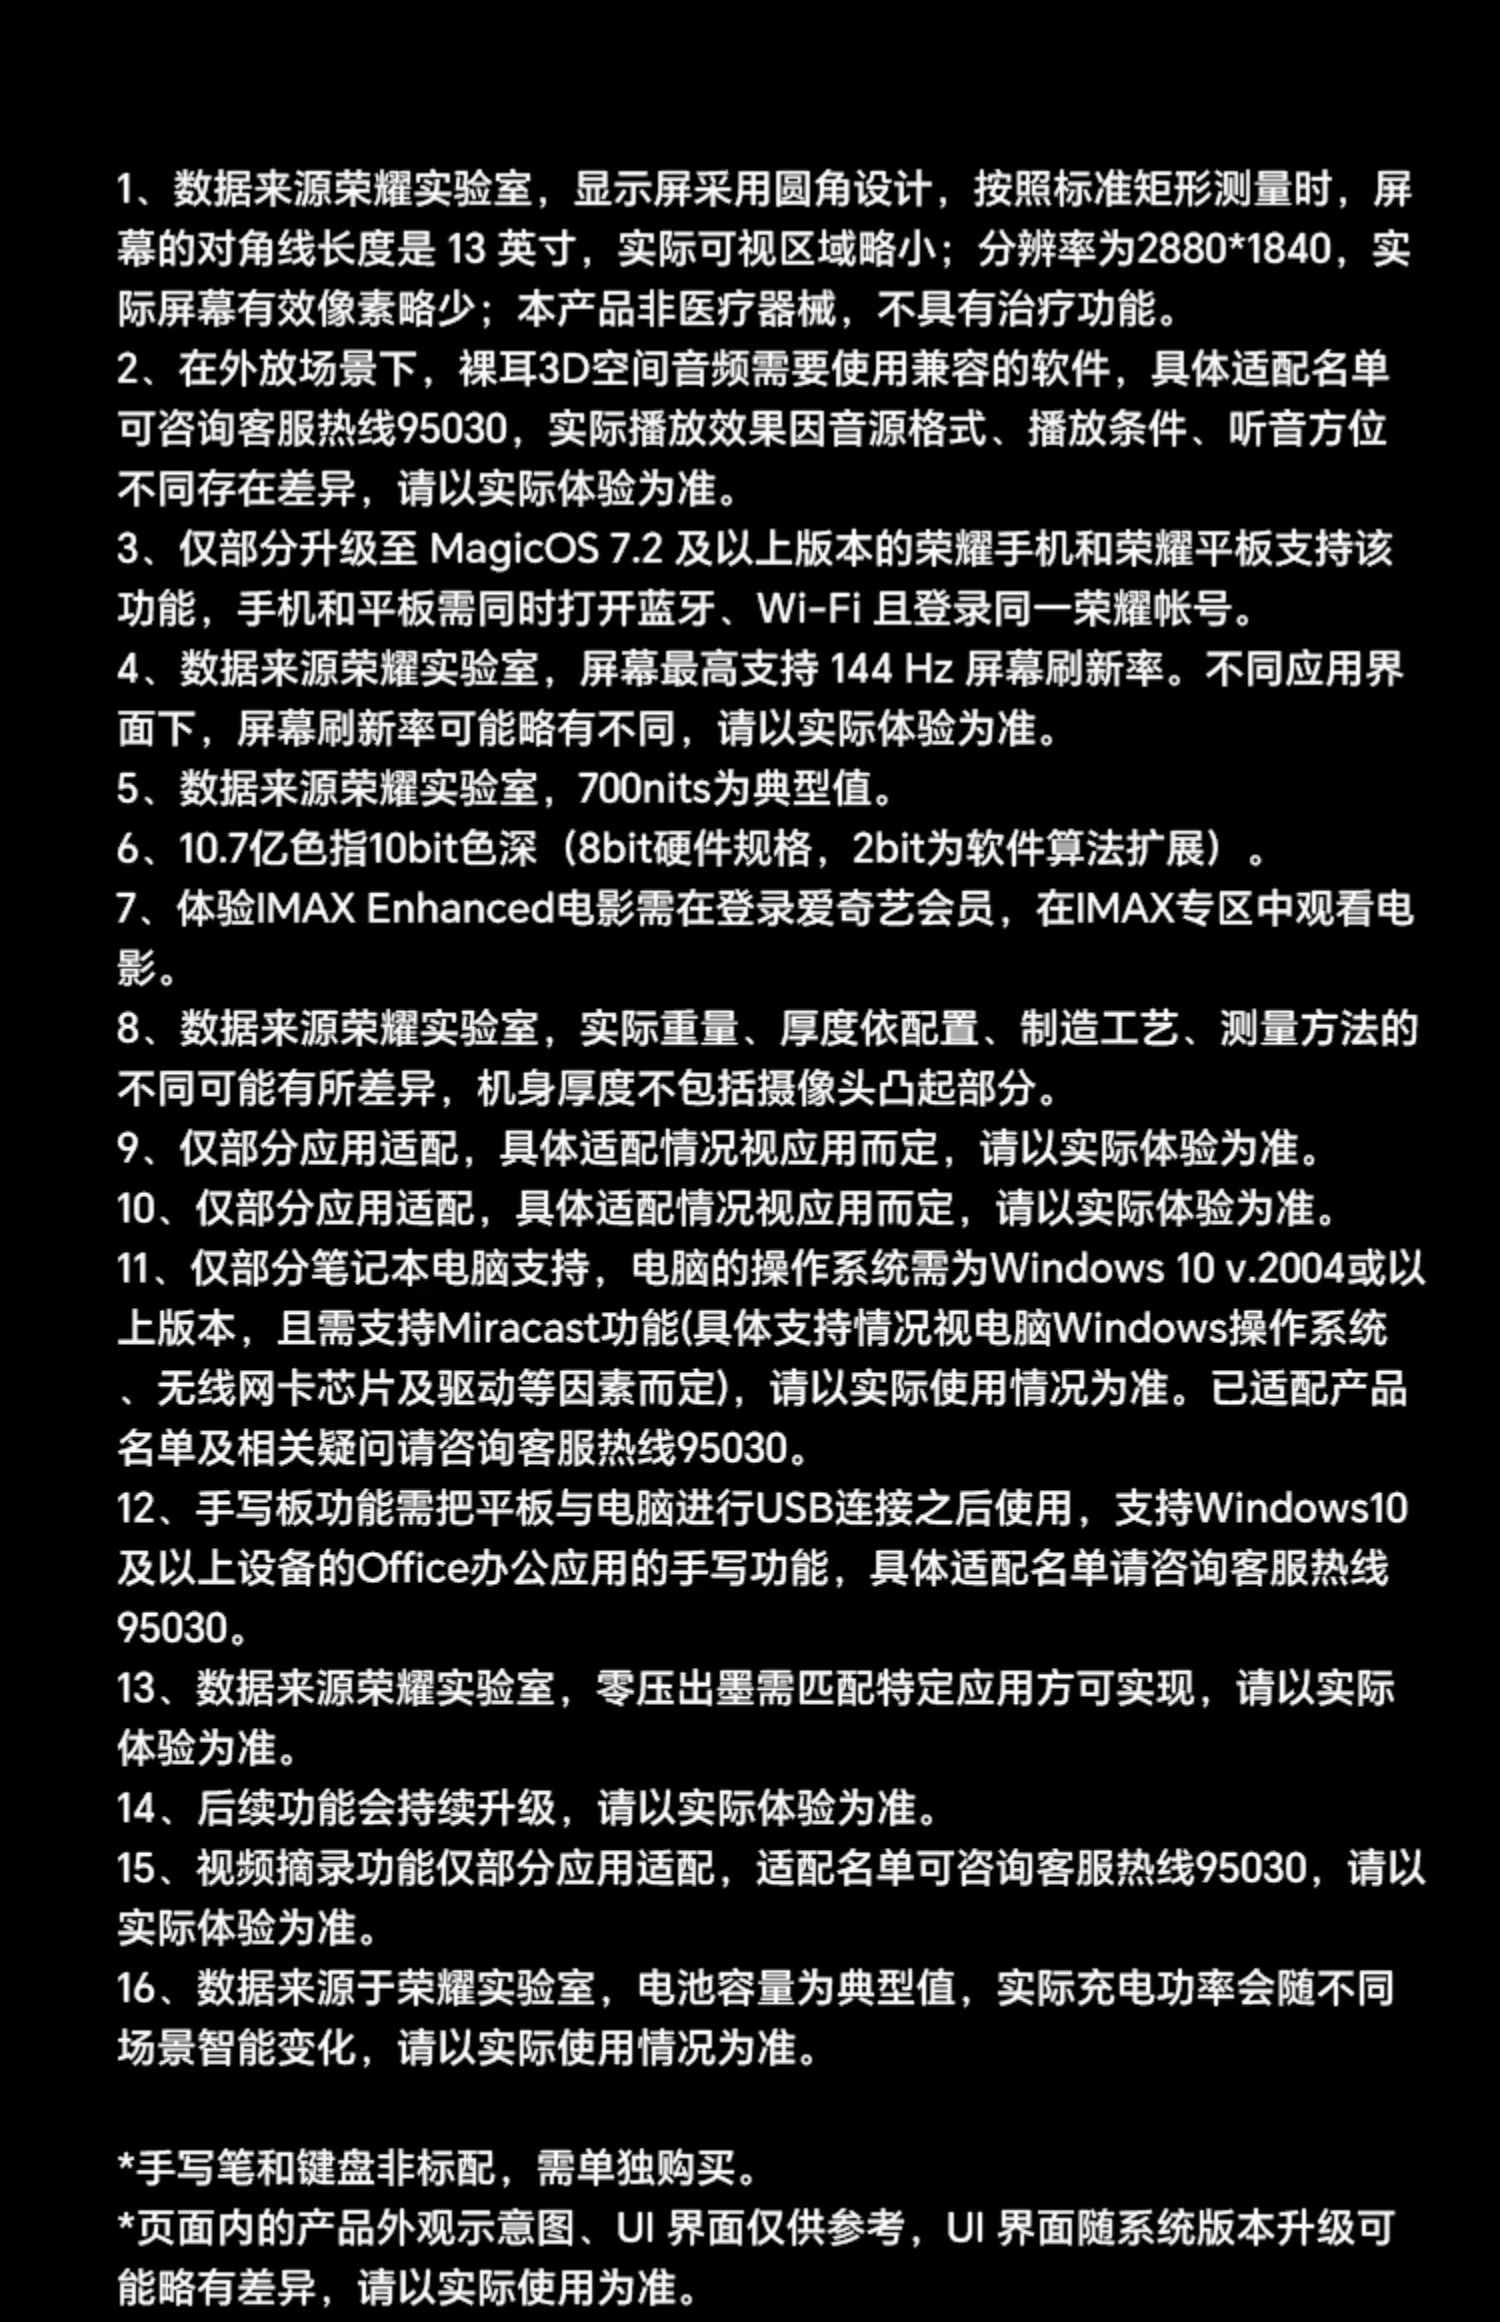 1、数据来源荣耀实验室，显示屏采用圆角设计，按照标准矩形测量时，屏
幕的对角线长度是 13 英寸，实际可视区域略小；分辨率为2880*1840，实
际屏幕有效像素略少；本产品非医疗器械，不具有治疗功能。
2、在外放场景下，裸耳3D空间音频需要使用兼容的软件，具体适配名单
可咨询客服热线95030，实际播放效果因音源格式、播放条件、听音方位
不同存在差异，请以实际体验为准。
3、仅部分升级至 MagicOS 7.2 及以上版本的荣耀手机和荣耀平板支持该
功能，手机和平板需同时打开蓝牙、Wi-Fi 且登录同一荣耀帐号。
4、数据来源荣耀实验室，屏幕最高支持 144 Hz 屏幕刷新率。不同应用界
面下，屏幕刷新率可能略有不同，请以实际体验为准。
5、数据来源荣耀实验室，700nits为典型值。
6、10.7亿色指10bit色深（8bit硬件规格，2bit为软件算法扩展）。
7、体验IMAX Enhanced电影需在登录爱奇艺会员，在IMAX专区中观看电
影。
8、数据来源荣耀实验室，实际重量、厚度依配置、制造工艺、测量方法的
不同可能有所差异，机身厚度不包括摄像头凸起部分。
9、仅部分应用适配，具体适配情况视应用而定，请以实际体验为准。
10、仅部分应用适配，具体适配情况视应用而定，请以实际体验为准。
11、仅部分笔记本电脑支持，电脑的操作系统需为Windows 10 v.2004或以
上版本，且需支持Miracast功能(具体支持情况视电脑Windows操作系统
、无线网卡芯片及驱动等因素而定)，请以实际使用情况为准。已适配产品
名单及相关疑问请咨询客服热线95030。
12、手写板功能需把平板与电脑进行USB连接之后使用，支持Windows10
及以上设备的Office办公应用的手写功能，具体适配名单请咨询客服热线
95030。
13、数据来源荣耀实验室，零压出墨需匹配特定应用方可实现，请以实际
体验为准。
14、后续功能会持续升级，请以实际体验为准。
15、视频摘录功能仅部分应用适配，适配名单可咨询客服热线95030，请以
实际体验为准。
16、数据来源于荣耀实验室，电池容量为典型值，实际充电功率会随不同
场景智能变化，请以实际使用情况为准。
*手写笔和键盘非标配，需单独购买。
*页面内的产品外观示意图、UI 界面仅供参考，UI 界面随系统版本升级可
能略有差异，请以实际使用为准。